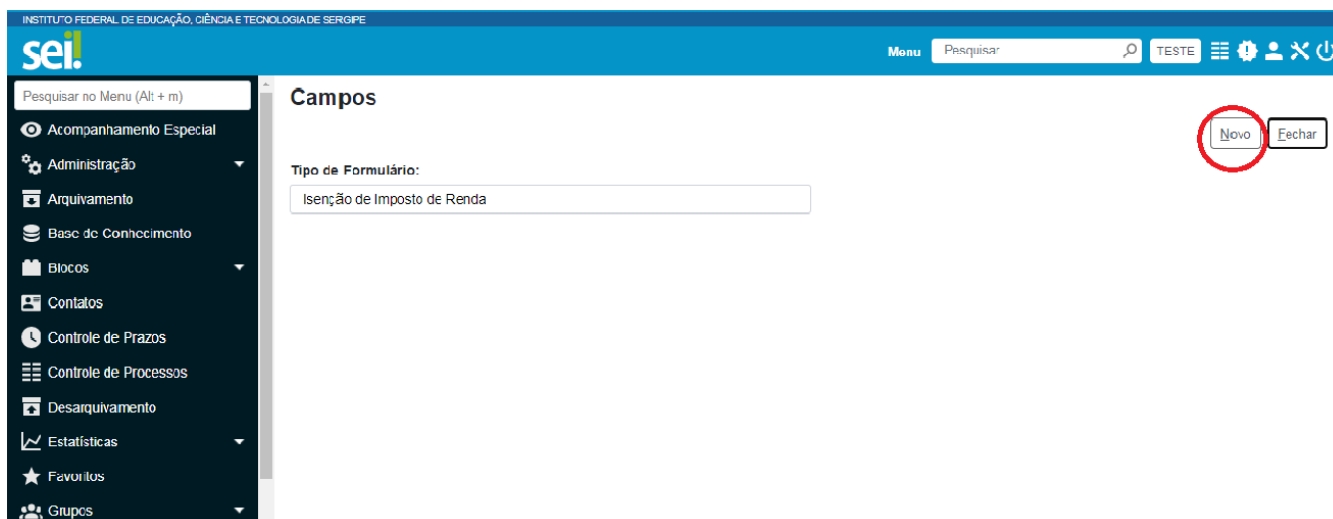 INSTITUTO FEDERAL DE EDUCAÇÃO, CIÊNCIA E TECNOLOGIA DE SERGIPE
sei!
Menu
Pesquisar
TESTE
Pesquisar no Menu (Alt + m)
Acompanhamento Especial
Administração
Arquivamento
Base de Conhecimento
Blocos
Contatos
Controle de Prazos
Controle de Processos
Desarquivamento
Estatísticas
Favoritos
Grupos
Campos
Novo
Fechar
Tipo de Formulário:
Isenção de Imposto de Renda